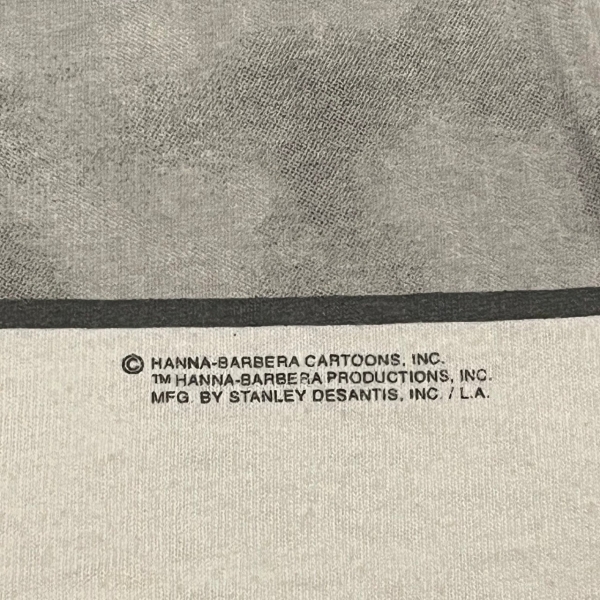 © HANNA-BARBERA CARTOONS, INC.
™ HANNA-BARBERA PRODUCTIONS, INC.
MFG. BY STANLEY DESANTIS, INC. / L.A.